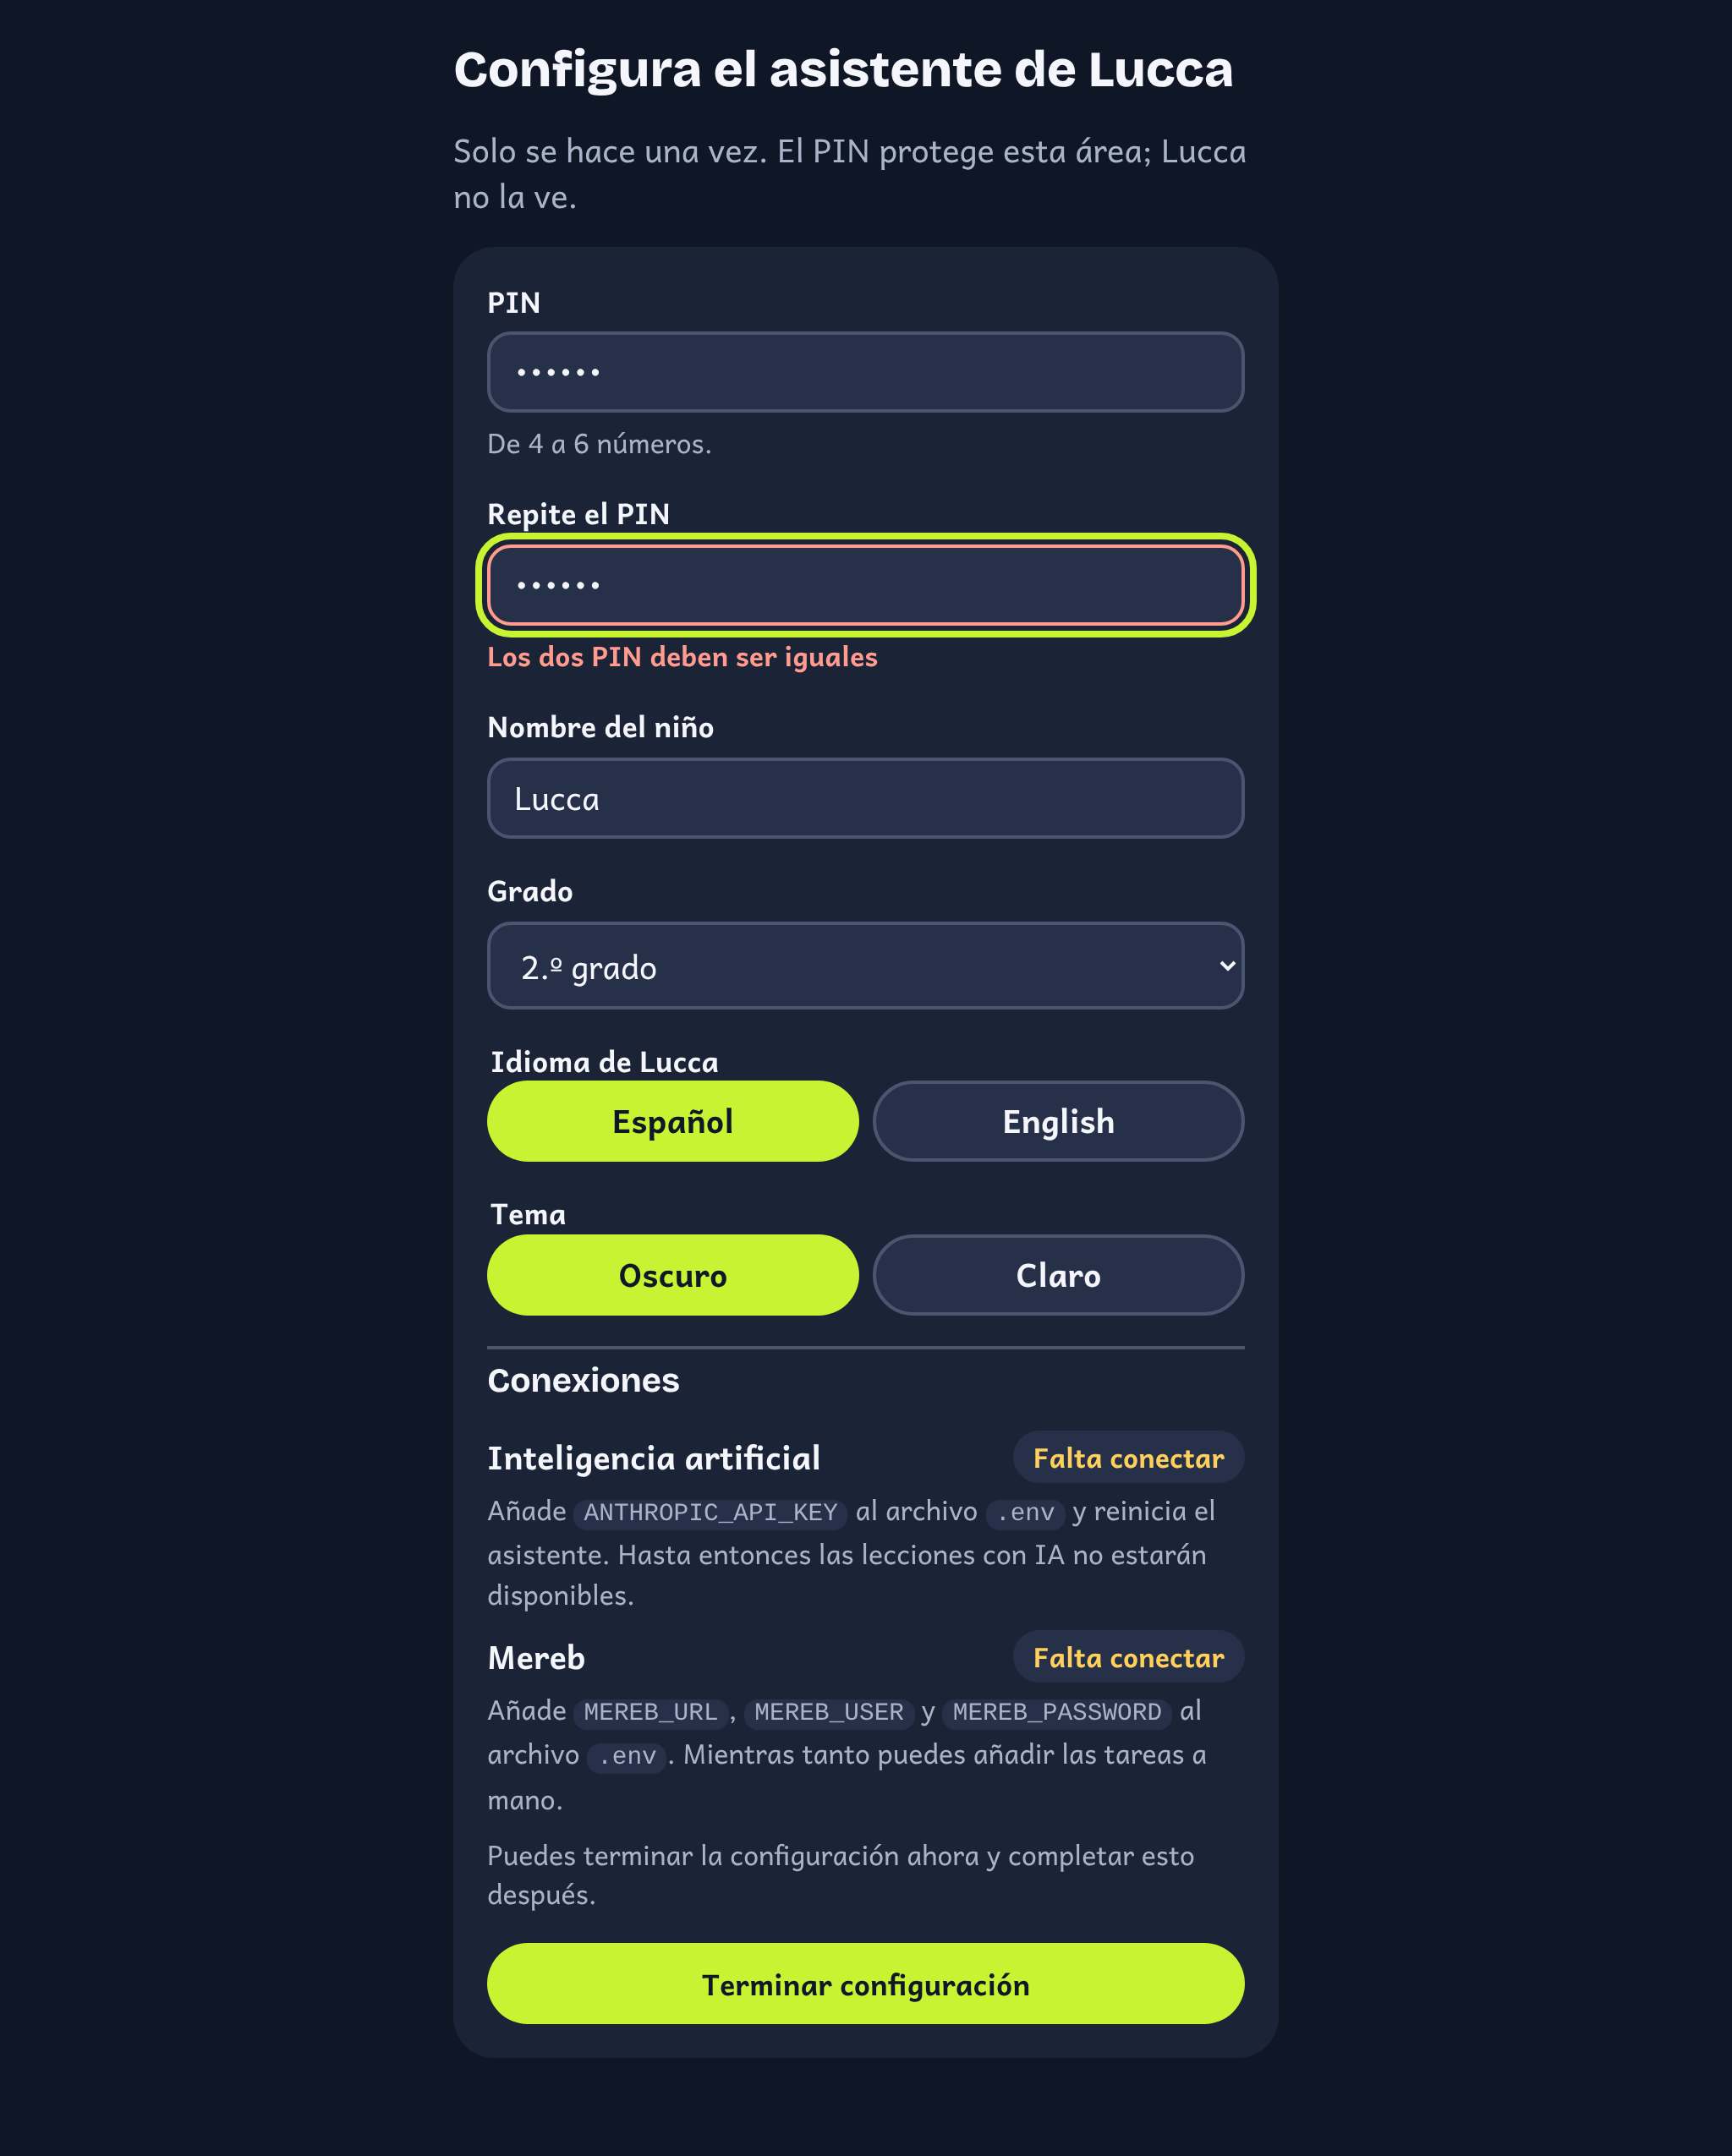 Configura el asistente de Lucca
Solo se hace una vez. El PIN protege esta área; Lucca
no la ve.
PIN
••••••
De 4 a 6 números.
Repite el PIN
••••••
Los dos PIN deben ser iguales
Nombre del niño
Lucca
Grado
2.º grado
Idioma de Lucca
Español
English
Tema
Oscuro
Claro
Conexiones
Inteligencia artificial
Falta conectar
Añade ANTHROPIC_API_KEY al archivo .env y reinicia el
asistente. Hasta entonces las lecciones con IA no estarán
disponibles.
Mereb
Falta conectar
Añade MEREB_URL, MEREB_USER y MEREB_PASSWORD al
archivo .env. Mientras tanto puedes añadir las tareas a
mano.
Puedes terminar la configuración ahora y completar esto
después.
Terminar configuración